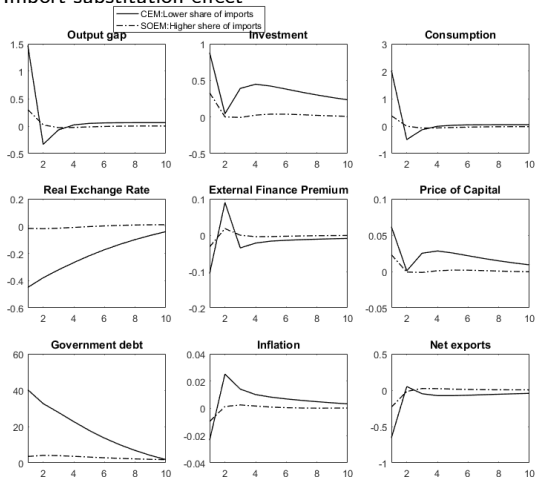 Import substitution effect
CEM:Lower share of imports
SOEM:Higher share of imports
Output gap
Investment
Consumption
1.5
1
0.5
0
-0.5
2 4 6 8 10
1
0.5
0
-0.5
2 4 6 8 10
3
2
1
0
-1
2 4 6 8 10
Real Exchange Rate
External Finance Premium
Price of Capital
0.2
0
-0.2
-0.4
-0.6
2 4 6 8 10
0.1
0
-0.1
-0.2
2 4 6 8 10
0.1
0.05
0
-0.05
2 4 6 8 10
Government debt
Inflation
Net exports
60
40
20
0
2 4 6 8 10
0.04
0.02
0
-0.02
-0.04
2 4 6 8 10
0.5
0
-0.5
-1
2 4 6 8 10